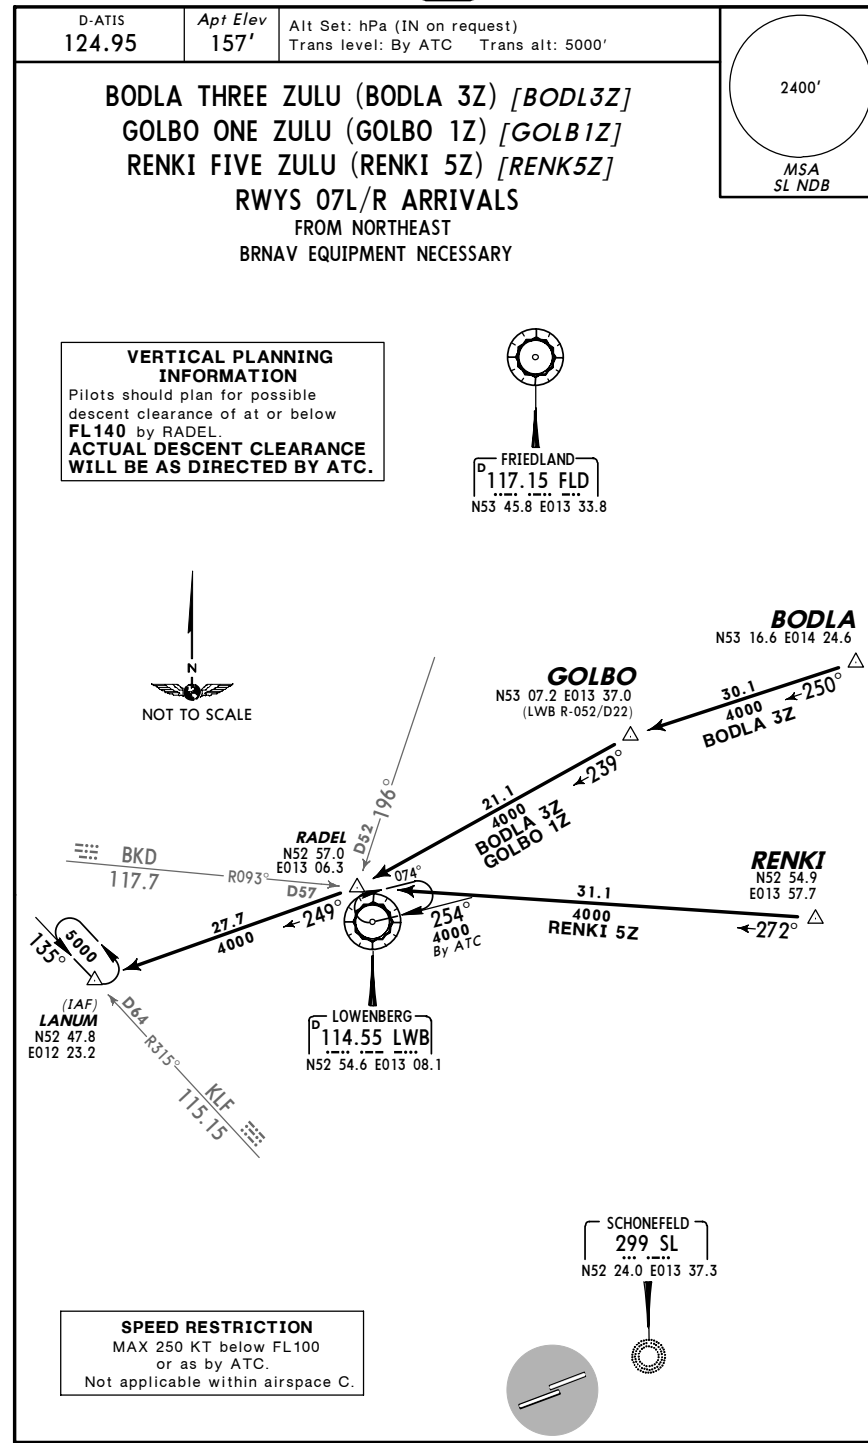 D-ATIS
124.95
Apt Elev
157'
Alt Set: hPa (IN on request)
Trans level: By ATC Trans alt: 5000'
2400'
MSA
SL NDB
BODLA THREE ZULU (BODLA 3Z) [BODL3Z]
GOLBO ONE ZULU (GOLBO 1Z) [GOLB1Z]
RENKI FIVE ZULU (RENKI 5Z) [RENK5Z]
RWYS 07L/R ARRIVALS
FROM NORTHEAST
BRNAV EQUIPMENT NECESSARY
VERTICAL PLANNING
INFORMATION
Pilots should plan for possible
descent clearance of at or below
FL140 by RADEL.
ACTUAL DESCENT CLEARANCE
WILL BE AS DIRECTED BY ATC.
FRIEDLAND
D 117.15 FLD
N53 45.8 E013 33.8
N
NOT TO SCALE
BODLA
N53 16.6 E014 24.6
30.1
4000
250°
BODLA 3Z
GOLBO
N53 07.2 E013 37.0
(LWB R-052/D22)
239°
21.1
4000
BODLA 3Z
GOLBO 1Z
D52 196°
RADEL
N52 57.0
E013 06.3
BKD
117.7
R093°
D57
074°
254°
4000
By ATC
RENKI
N52 54.9
E013 57.7
31.1
4000
RENKI 5Z
272°
27.7
4000
249°
5000
135°
(IAF)
LANUM
N52 47.8
E012 23.2
D64
R315°
KLF
115.15
LOWENBERG
D 114.55 LWB
N52 54.6 E013 08.1
SCHONEFELD
299 SL
N52 24.0 E013 37.3
SPEED RESTRICTION
MAX 250 KT below FL100
or as by ATC.
Not applicable within airspace C.